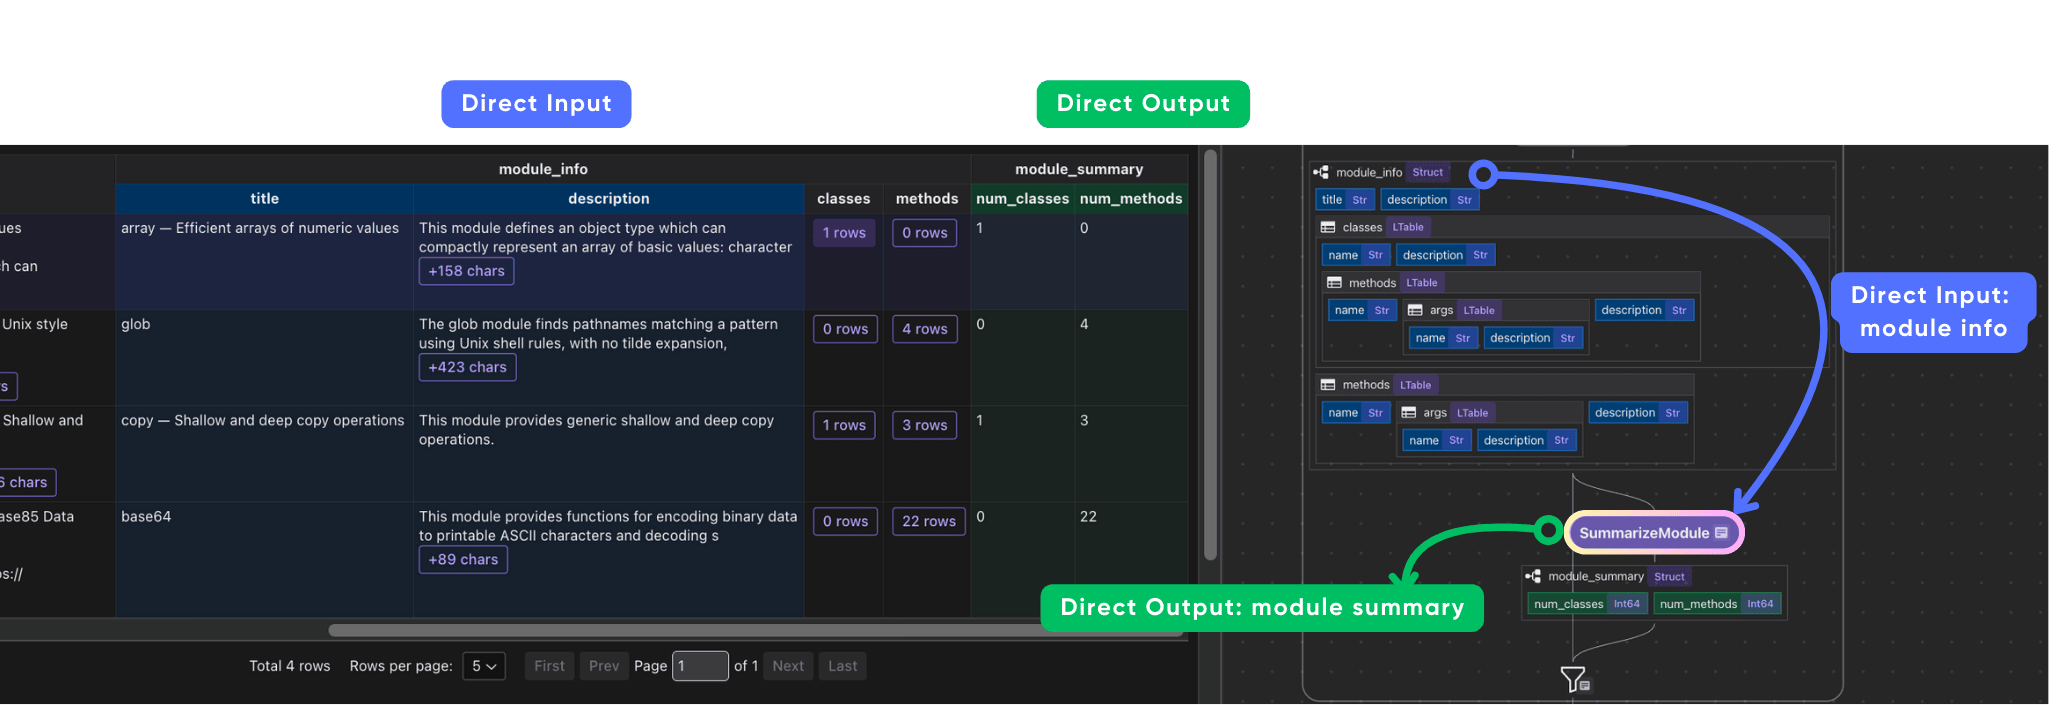 Direct Input
Direct Output
module_info
module_summary
title
description
classes
methods
num_classes
num_methods
ues
ch can
array — Efficient arrays of numeric values
This module defines an object type which can
compactly represent an array of basic values: character
+158 chars
1 rows
0 rows
1
0
Unix style
s
glob
The glob module finds pathnames matching a pattern
using Unix shell rules, with no tilde expansion,
+423 chars
0 rows
4 rows
0
4
Shallow and
6 chars
copy — Shallow and deep copy operations
This module provides generic shallow and deep copy
operations.
1 rows
3 rows
1
3
ase85 Data
ps://
base64
This module provides functions for encoding binary data
to printable ASCII characters and decoding s
+89 chars
0 rows
22 rows
0
22
Total 4 rows Rows per page: 5 First Prev Page 1 of 1 Next Last
module_info Struct
title Str description Str
classes LTable
name Str description Str
methods LTable
name Str args LTable description Str
name Str description Str
methods LTable
name Str args LTable description Str
name Str description Str
Direct Input:
module info
SummarizeModule
module_summary Struct
num_classes Int64 num_methods Int64
Direct Output: module summary